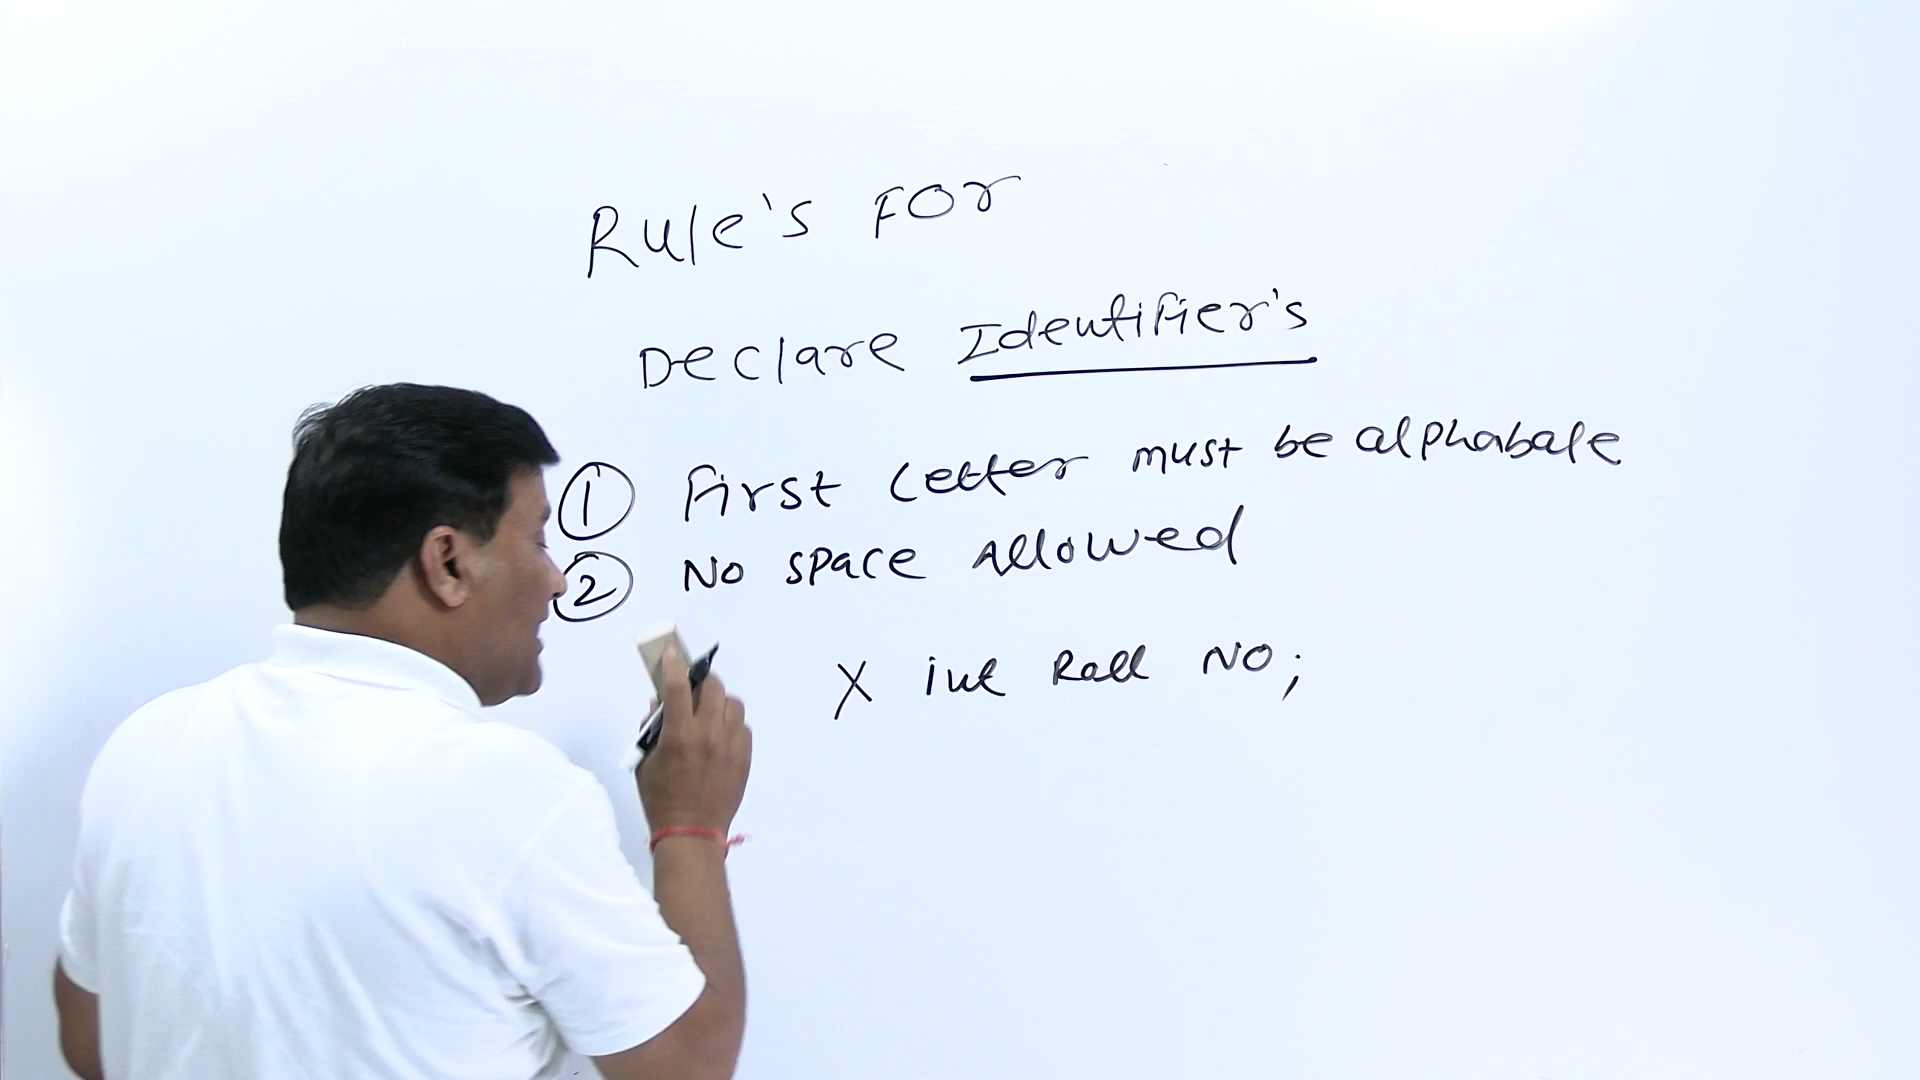 Rule's For
Declare Identifier's
① First Letter must be alphabate
② No space Allowed
X int Roll NO;